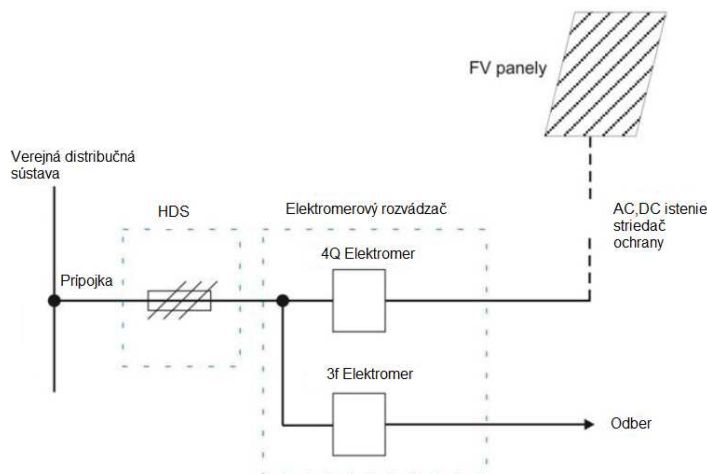 FV panely
Verejná distribučná
sústava
HDS
Elektromerový rozvádzač
AC,DC istenie
striedač
ochrany
4Q Elektromer
Prípojka
3f Elektromer
Odber